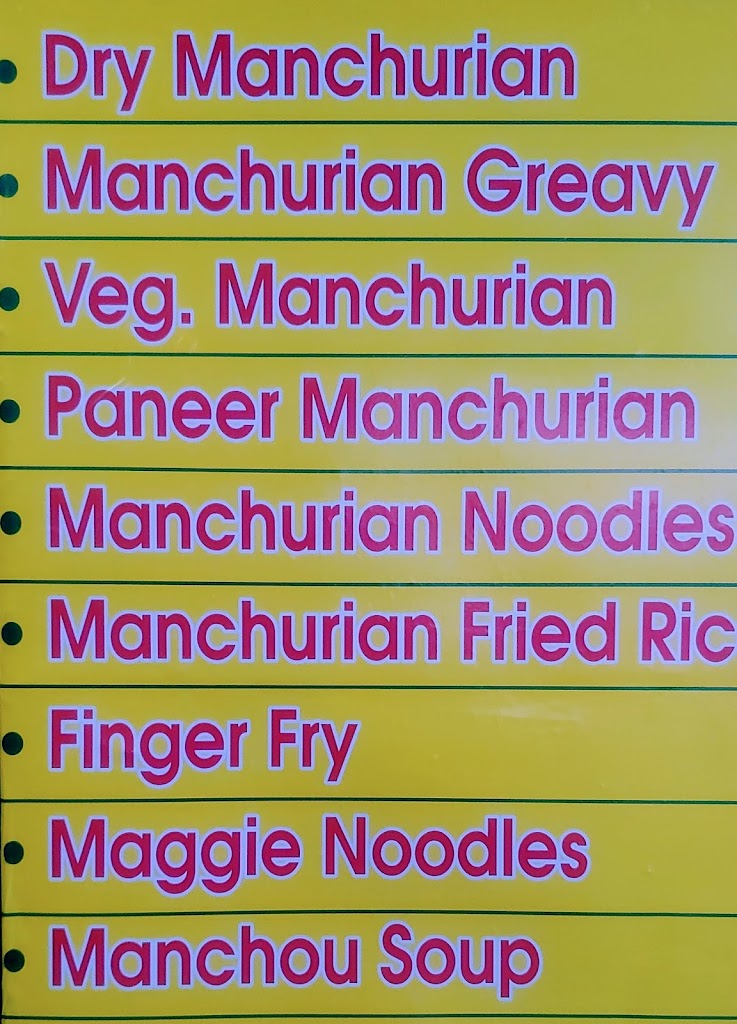 Dry Manchurian
Manchurian Greavy
Veg. Manchurian
Paneer Manchurian
Manchurian Noodles
Manchurian Fried Ric
Finger Fry
Maggie Noodles
Manchou Soup